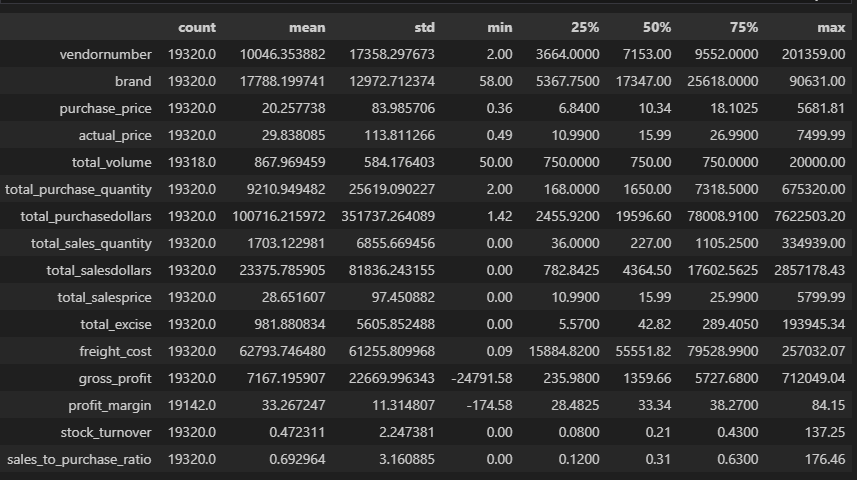 count mean std min 25% 50% 75% max
vendornumber 19320.0 10046.353882 17358.297673 2.00 3664.0000 7153.00 9552.0000 201359.00
brand 19320.0 17788.199741 12972.712374 58.00 5367.7500 17347.00 25618.0000 90631.00
purchase_price 19320.0 20.257738 83.985706 0.36 6.8400 10.34 18.1025 5681.81
actual_price 19320.0 29.838085 113.811266 0.49 10.9900 15.99 26.9900 7499.99
total_volume 19318.0 867.969459 584.176403 50.00 750.0000 750.00 750.0000 20000.00
total_purchase_quantity 19320.0 9210.949482 25619.090227 2.00 168.0000 1650.00 7318.5000 675320.00
total_purchasedollars 19320.0 100716.215972 351737.264089 1.42 2455.9200 19596.60 78008.9100 7622503.20
total_sales_quantity 19320.0 1703.122981 6855.669456 0.00 36.0000 227.00 1105.2500 334939.00
total_salesdollars 19320.0 23375.785905 81836.243155 0.00 782.8425 4364.50 17602.5625 2857178.43
total_salesprice 19320.0 28.651607 97.450882 0.00 10.9900 15.99 25.9900 5799.99
total_excise 19320.0 981.880834 5605.852488 0.00 5.5700 42.82 289.4050 193945.34
freight_cost 19320.0 62793.746480 61255.809968 0.09 15884.8200 55551.82 79528.9900 257032.07
gross_profit 19320.0 7167.195907 22669.996343 -24791.58 235.9800 1359.66 5727.6800 712049.04
profit_margin 19142.0 33.267247 11.314807 -174.58 28.4825 33.34 38.2700 84.15
stock_turnover 19320.0 0.472311 2.247381 0.00 0.0800 0.21 0.4300 137.25
sales_to_purchase_ratio 19320.0 0.692964 3.160885 0.00 0.1200 0.31 0.6300 176.46